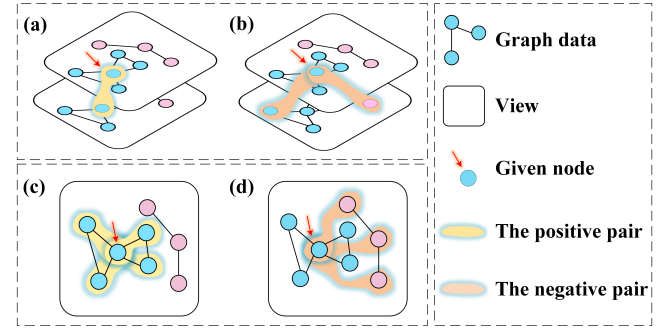 (a)
(b)
Graph data
View
Given node
(c)
(d)
The positive pair
The negative pair